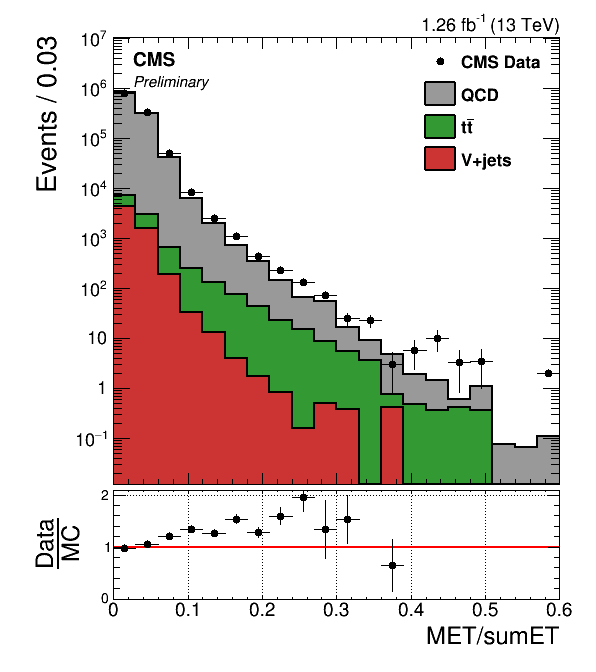 1.26 fb⁻¹ (13 TeV)
Events / 0.03
10⁷
10⁶
10⁵
10⁴
10³
10²
10
1
10⁻¹
CMS
Preliminary
CMS Data
QCD
tt̄
V+jets
Data
MC
2
1
0
0 0.1 0.2 0.3 0.4 0.5 0.6
MET/sumET